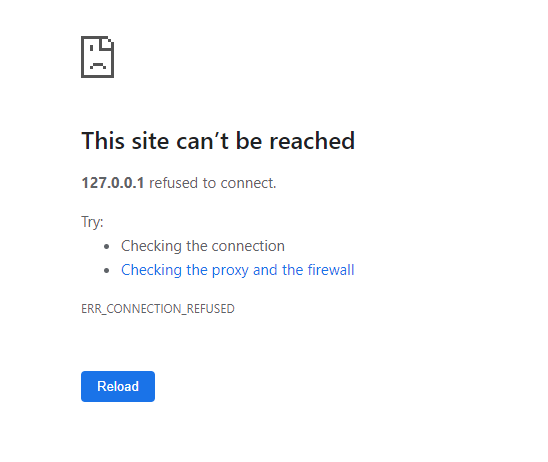 This site can’t be reached
127.0.0.1 refused to connect.
Try:
• Checking the connection
• Checking the proxy and the firewall
ERR_CONNECTION_REFUSED
Reload